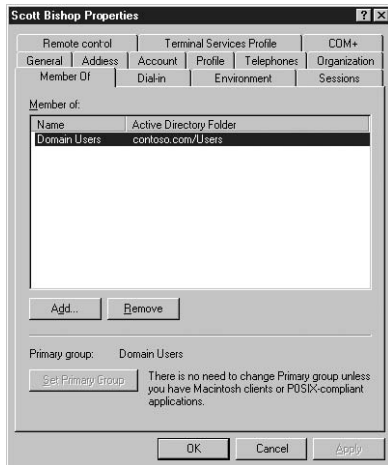 Scott Bishop Properties
Remote control Terminal Services Profile COM+
General Address Account Profile Telephones Organization
Member Of Dial-in Environment Sessions
Member of:
Name Active Directory Folder
Domain Users contoso.com/Users
Add... Remove
Primary group: Domain Users
Set Primary Group
There is no need to change Primary group unless
you have Macintosh clients or POSIX-compliant
applications.
OK Cancel Apply